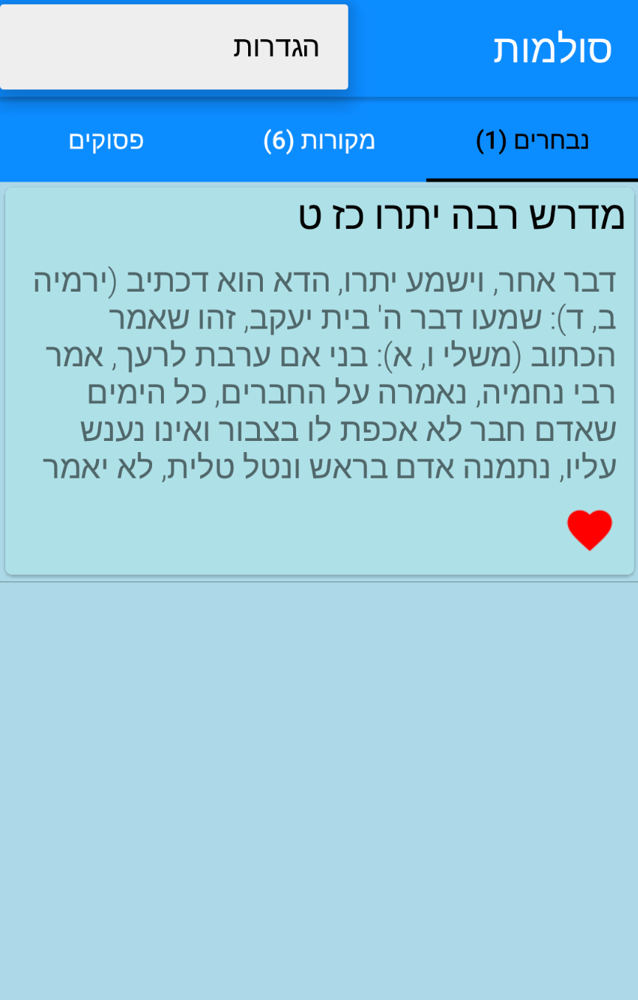 סולמות
הגדרות
נבחרים (1)
מקורות (6)
פסוקים
מדרש רבה יתרו כז ט
דבר אחר, וישמע יתרו, הדא הוא דכתיב (ירמיה
ב, ד): שמעו דבר ה' בית יעקב, זהו שאמר
הכתוב (משלי ו, א): בני אם ערבת לרעך, אמר
רבי נחמיה, נאמרה על החברים, כל הימים
שאדם חבר לא אכפת לו בצבור ואינו נענש
עליו, נתמנה אדם בראש ונטל טלית, לא יאמר